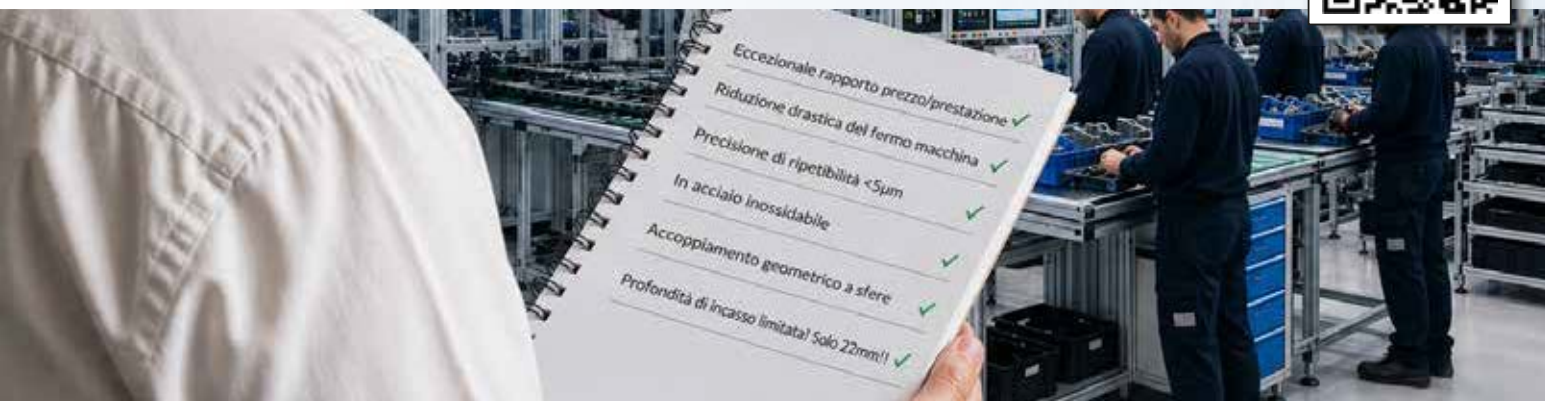 Eccezionale rapporto prezzo/prestazione ✓
Riduzione drastica del fermo macchina ✓
Precisione di ripetibilità <5µm ✓
In acciaio inossidabile ✓
Accoppiamento geometrico a sfere ✓
Profondità di incasso limitata! Solo 22mm!! ✓